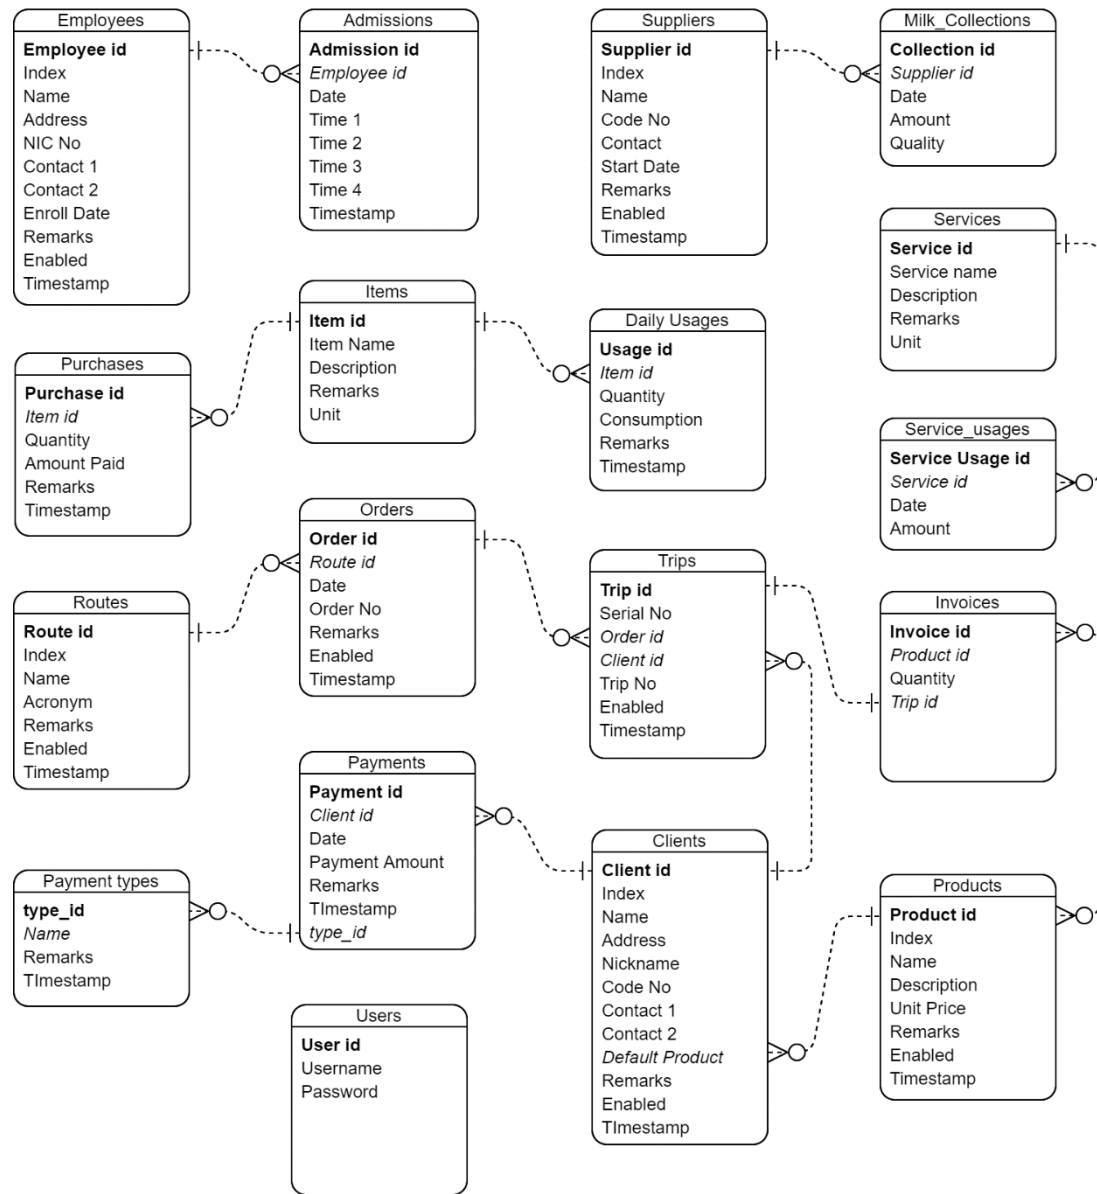 Employees
Employee id
Index
Name
Address
NIC No
Contact 1
Contact 2
Enroll Date
Remarks
Enabled
Timestamp
Admissions
Admission id
Employee id
Date
Time 1
Time 2
Time 3
Time 4
Timestamp
Suppliers
Supplier id
Index
Name
Code No
Contact
Start Date
Remarks
Enabled
Timestamp
Milk_Collections
Collection id
Supplier id
Date
Amount
Quality
Services
Service id
Service name
Description
Remarks
Unit
Items
Item id
Item Name
Description
Remarks
Unit
Daily Usages
Usage id
Item id
Quantity
Consumption
Remarks
Timestamp
Purchases
Purchase id
Item id
Quantity
Amount Paid
Remarks
Timestamp
Service_usages
Service Usage id
Service id
Date
Amount
Orders
Order id
Route id
Date
Order No
Remarks
Enabled
Timestamp
Trips
Trip id
Serial No
Order id
Client id
Trip No
Enabled
Timestamp
Routes
Route id
Index
Name
Acronym
Remarks
Enabled
Timestamp
Invoices
Invoice id
Product id
Quantity
Trip id
Payments
Payment id
Client id
Date
Payment Amount
Remarks
TImestamp
type_id
Clients
Client id
Index
Name
Address
Nickname
Code No
Contact 1
Contact 2
Default Product
Remarks
Enabled
TImestamp
Payment types
type_id
Name
Remarks
TImestamp
Products
Product id
Index
Name
Description
Unit Price
Remarks
Enabled
Timestamp
Users
User id
Username
Password